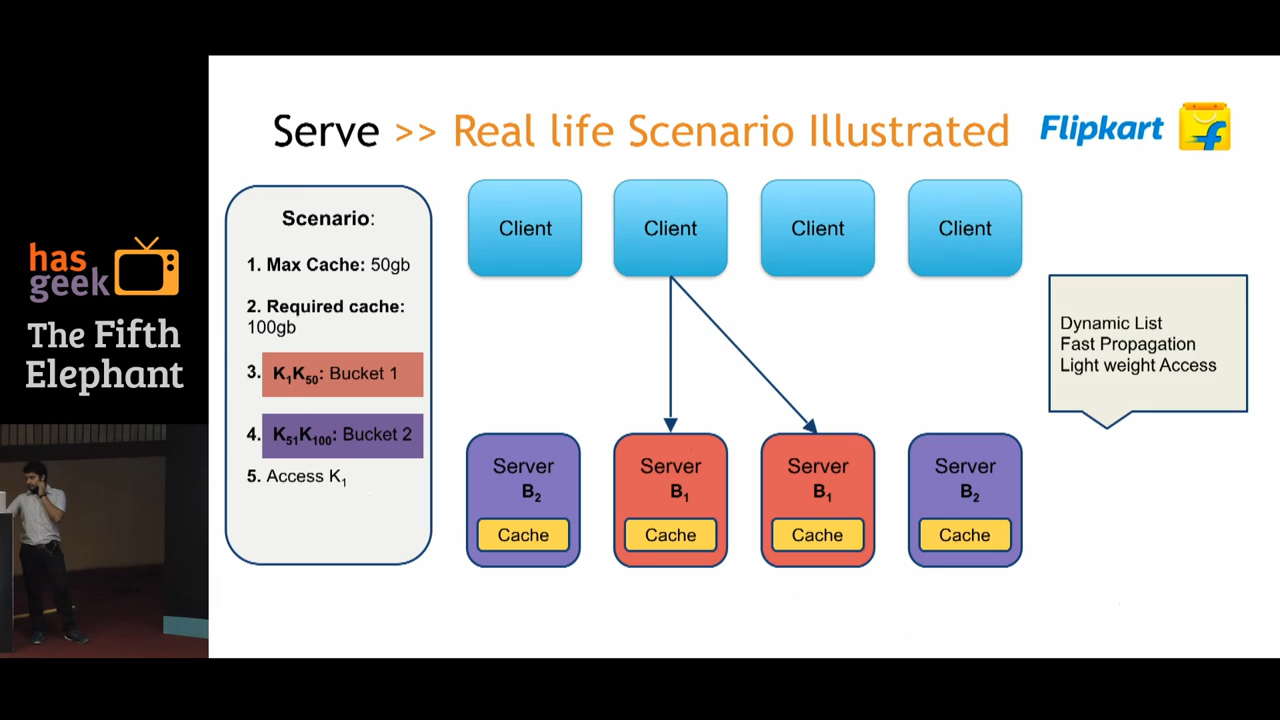 Serve >> Real life Scenario Illustrated
Flipkart
has
geek
The Fifth
Elephant
Scenario:
1. Max Cache: 50gb
2. Required cache:
100gb
3. K1K50: Bucket 1
4. K51K100: Bucket 2
5. Access K1
Client
Client
Client
Client
Dynamic List
Fast Propagation
Light weight Access
Server
B2
Cache
Server
B1
Cache
Server
B1
Cache
Server
B2
Cache